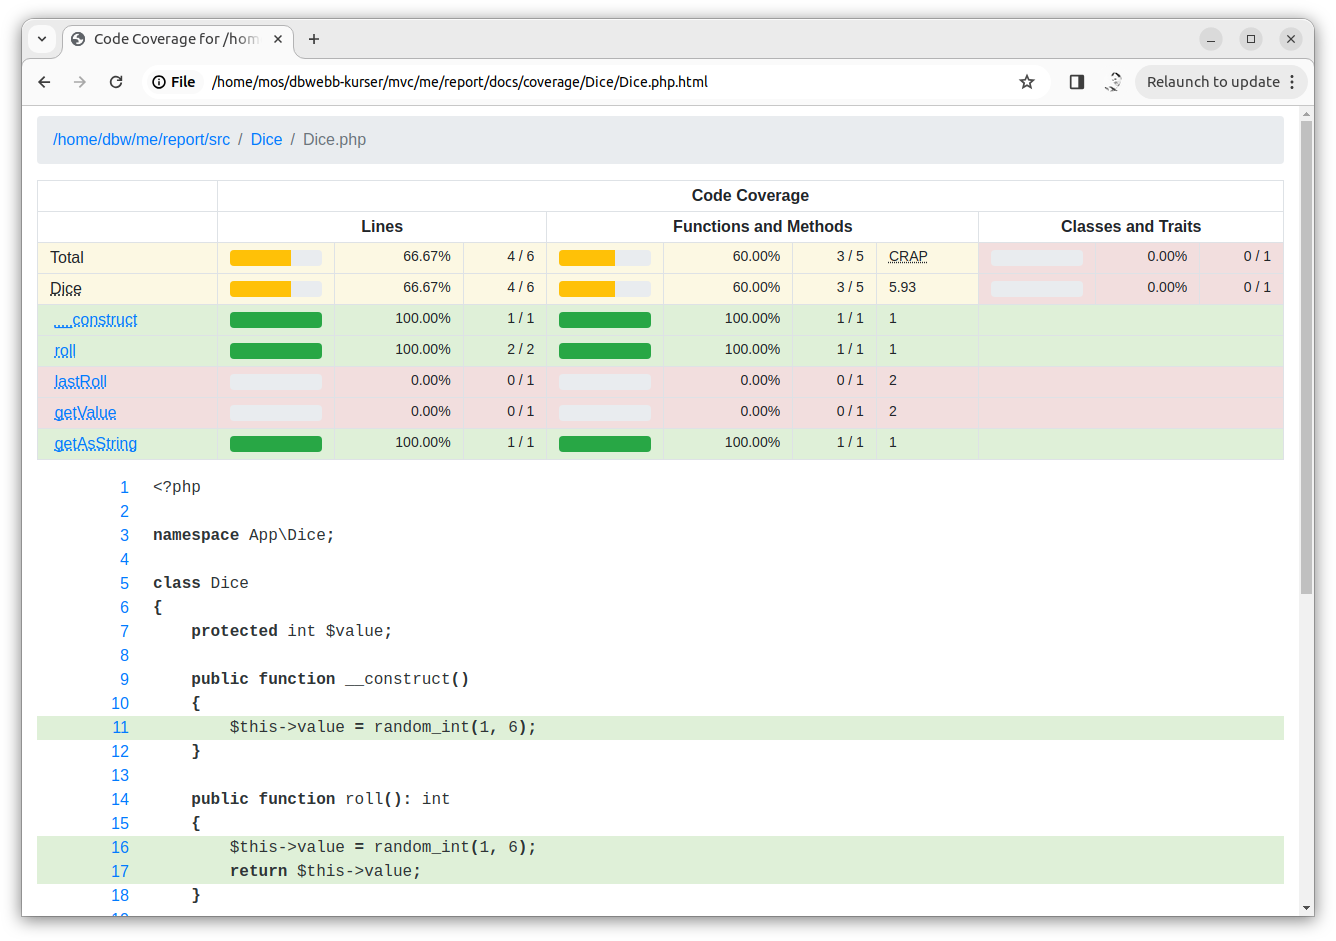 Code Coverage for /hom
File /home/mos/dbwebb-kurser/mvc/me/report/docs/coverage/Dice/Dice.php.html Relaunch to update
/home/dbw/me/report/src / Dice / Dice.php
Code Coverage
Lines Functions and Methods Classes and Traits
Total 66.67% 4 / 6 60.00% 3 / 5 CRAP 0.00% 0 / 1
Dice 66.67% 4 / 6 60.00% 3 / 5 5.93 0.00% 0 / 1
__construct 100.00% 1 / 1 100.00% 1 / 1 1
roll 100.00% 2 / 2 100.00% 1 / 1 1
lastRoll 0.00% 0 / 1 0.00% 0 / 1 2
getValue 0.00% 0 / 1 0.00% 0 / 1 2
getAsString 100.00% 1 / 1 100.00% 1 / 1 1
1 <?php
2
3 namespace App\Dice;
4
5 class Dice
6 {
7 protected int $value;
8
9 public function __construct()
10 {
11 $this->value = random_int(1, 6);
12 }
13
14 public function roll(): int
15 {
16 $this->value = random_int(1, 6);
17 return $this->value;
18 }